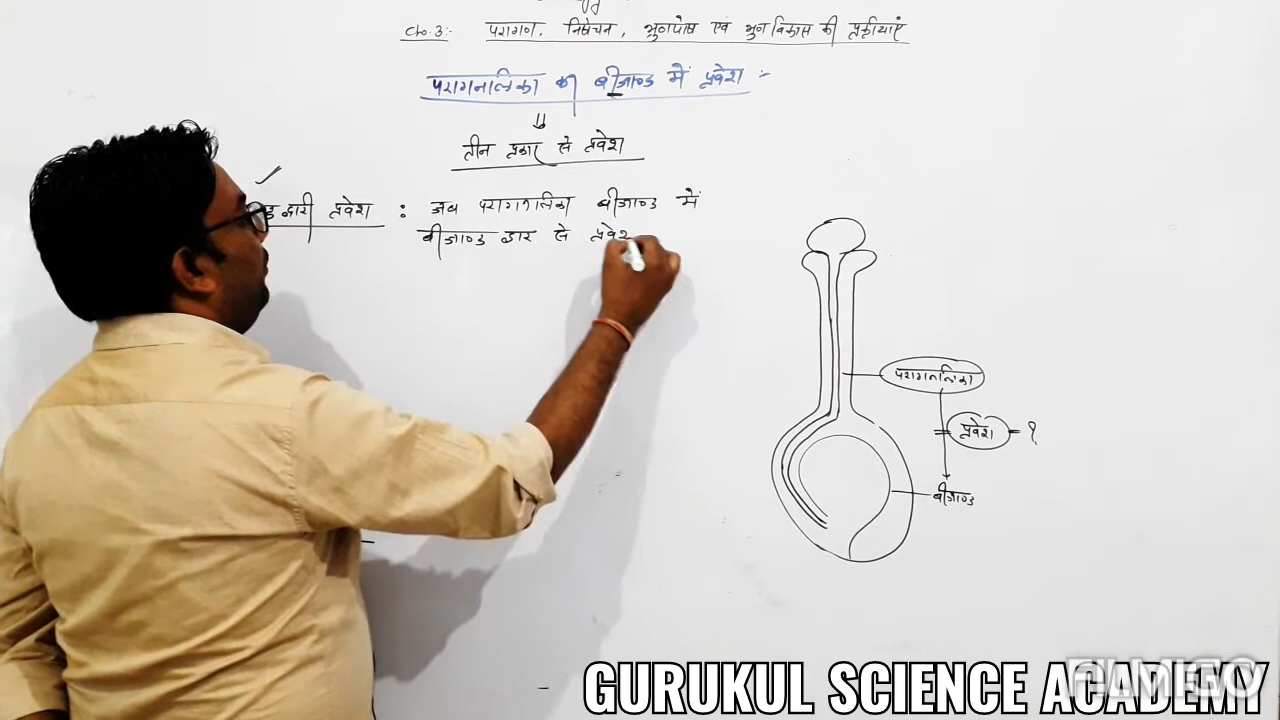 Ch. 3:- परागण, निषेचन, भ्रुणपोष एवं भ्रुण विकास की प्रक्रीयाएं
परागनलिका का बीजाण्ड में प्रवेश :-
तीन प्रकार से प्रवेश
द्वारी प्रवेश : जब परागनलिका बीजाण्ड में
बीजाण्ड द्वार से प्रवेश
परागनलिका
प्रवेश = ?
बीजाण्ड
GURUKUL SCIENCE ACADEMY
FILMIGO